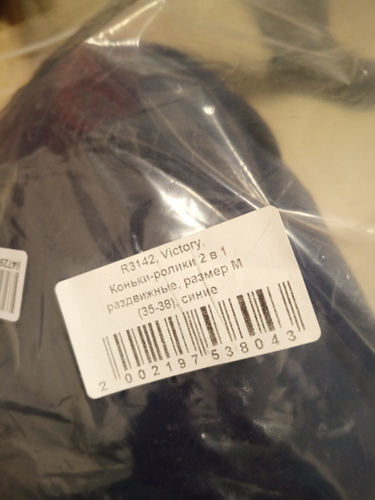 R3142, Victory,
Коньки-ролики 2 в 1
раздвижные, размер M
(35-38), синие
2 002197 538043